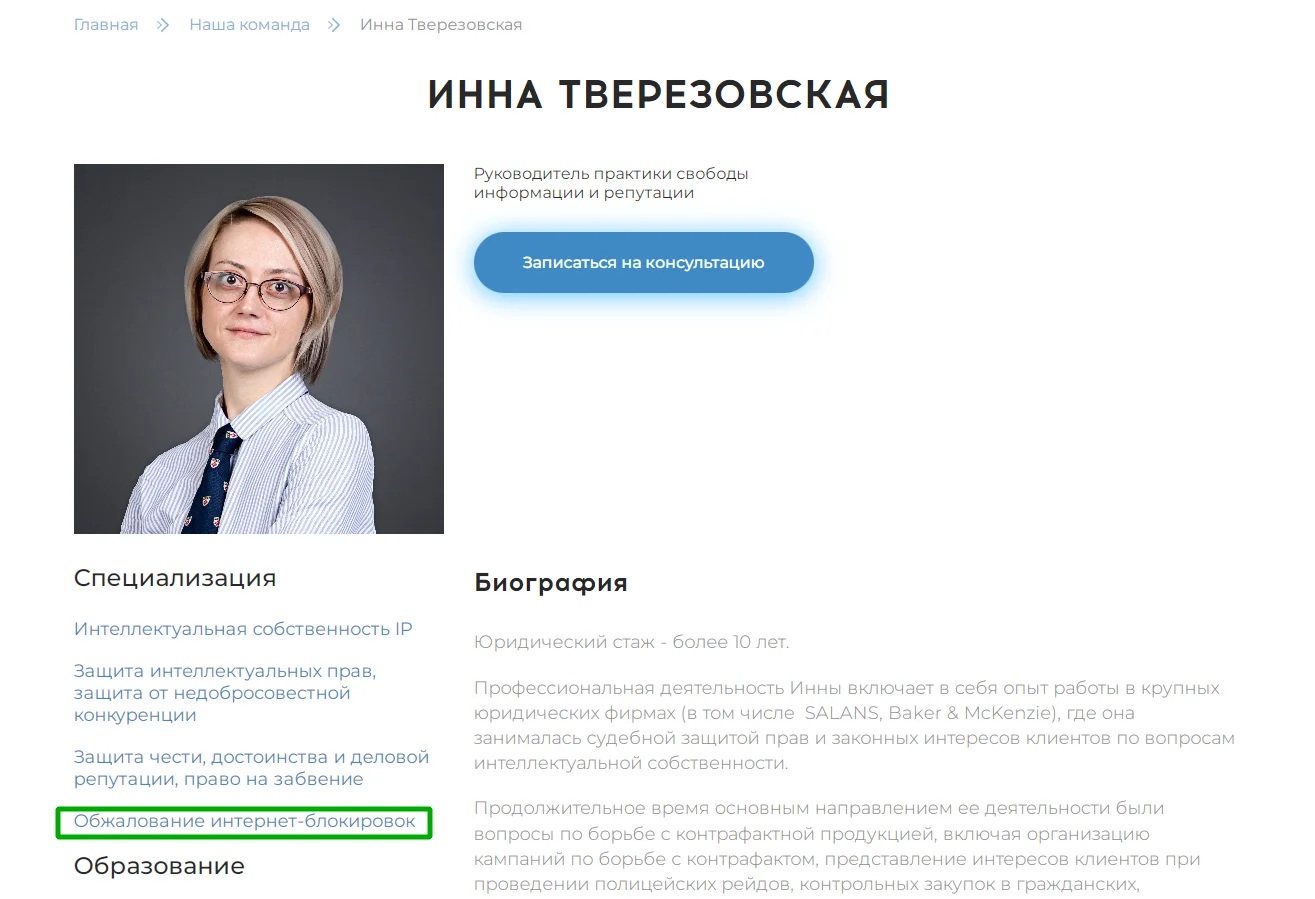 Главная
Наша команда
Инна Тверезовская
ИННА ТВЕРЕЗОВСКАЯ
Руководитель практики свободы
информации и репутации
Записаться на консультацию
Специализация
Интеллектуальная собственность IP
Защита интеллектуальных прав,
защита от недобросовестной
конкуренции
Защита чести, достоинства и деловой
репутации, право на забвение
Обжалование интернет-блокировок
Образование
Биография
Юридический стаж - более 10 лет.
Профессиональная деятельность Инны включает в себя опыт работы в крупных
юридических фирмах (в том числе  SALANS, Baker & McKenzie), где она
занималась судебной защитой прав и законных интересов клиентов по вопросам
интеллектуальной собственности.
Продолжительное время основным направлением ее деятельности были
вопросы по борьбе с контрафактной продукцией, включая организацию
кампаний по борьбе с контрафактом, представление интересов клиентов при
проведении полицейских рейдов, контрольных закупок в гражданских,